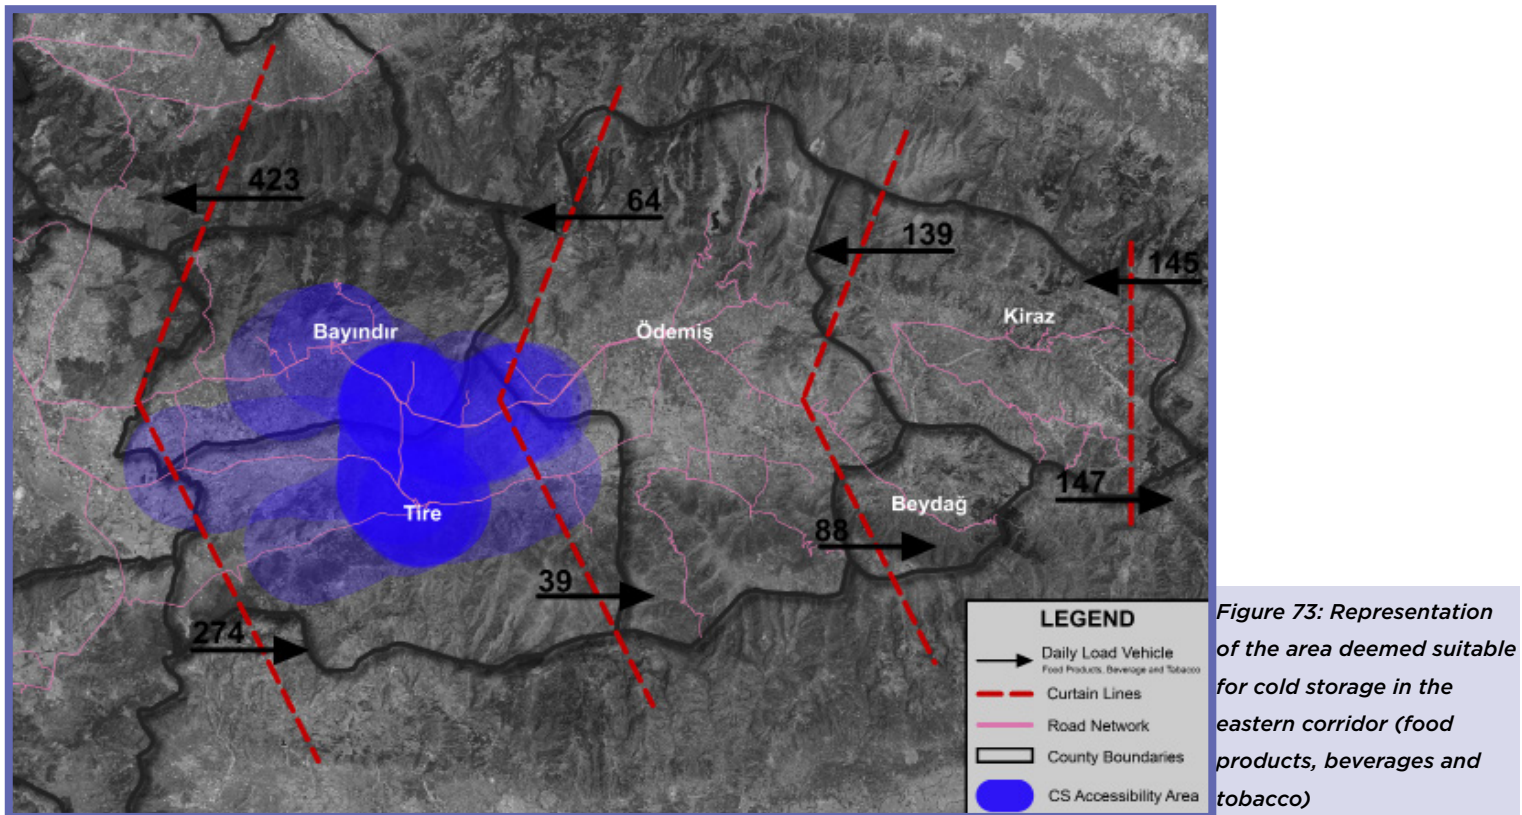 423
64
139
145
Bayındır
Ödemiş
Kiraz
147
Beydağ
Tire
88
39
274
LEGEND
Daily Load Vehicle
Food Products, Beverage and Tobacco
Curtain Lines
Road Network
County Boundaries
CS Accessibility Area
Figure 73: Representation
of the area deemed suitable
for cold storage in the
eastern corridor (food
products, beverages and
tobacco)